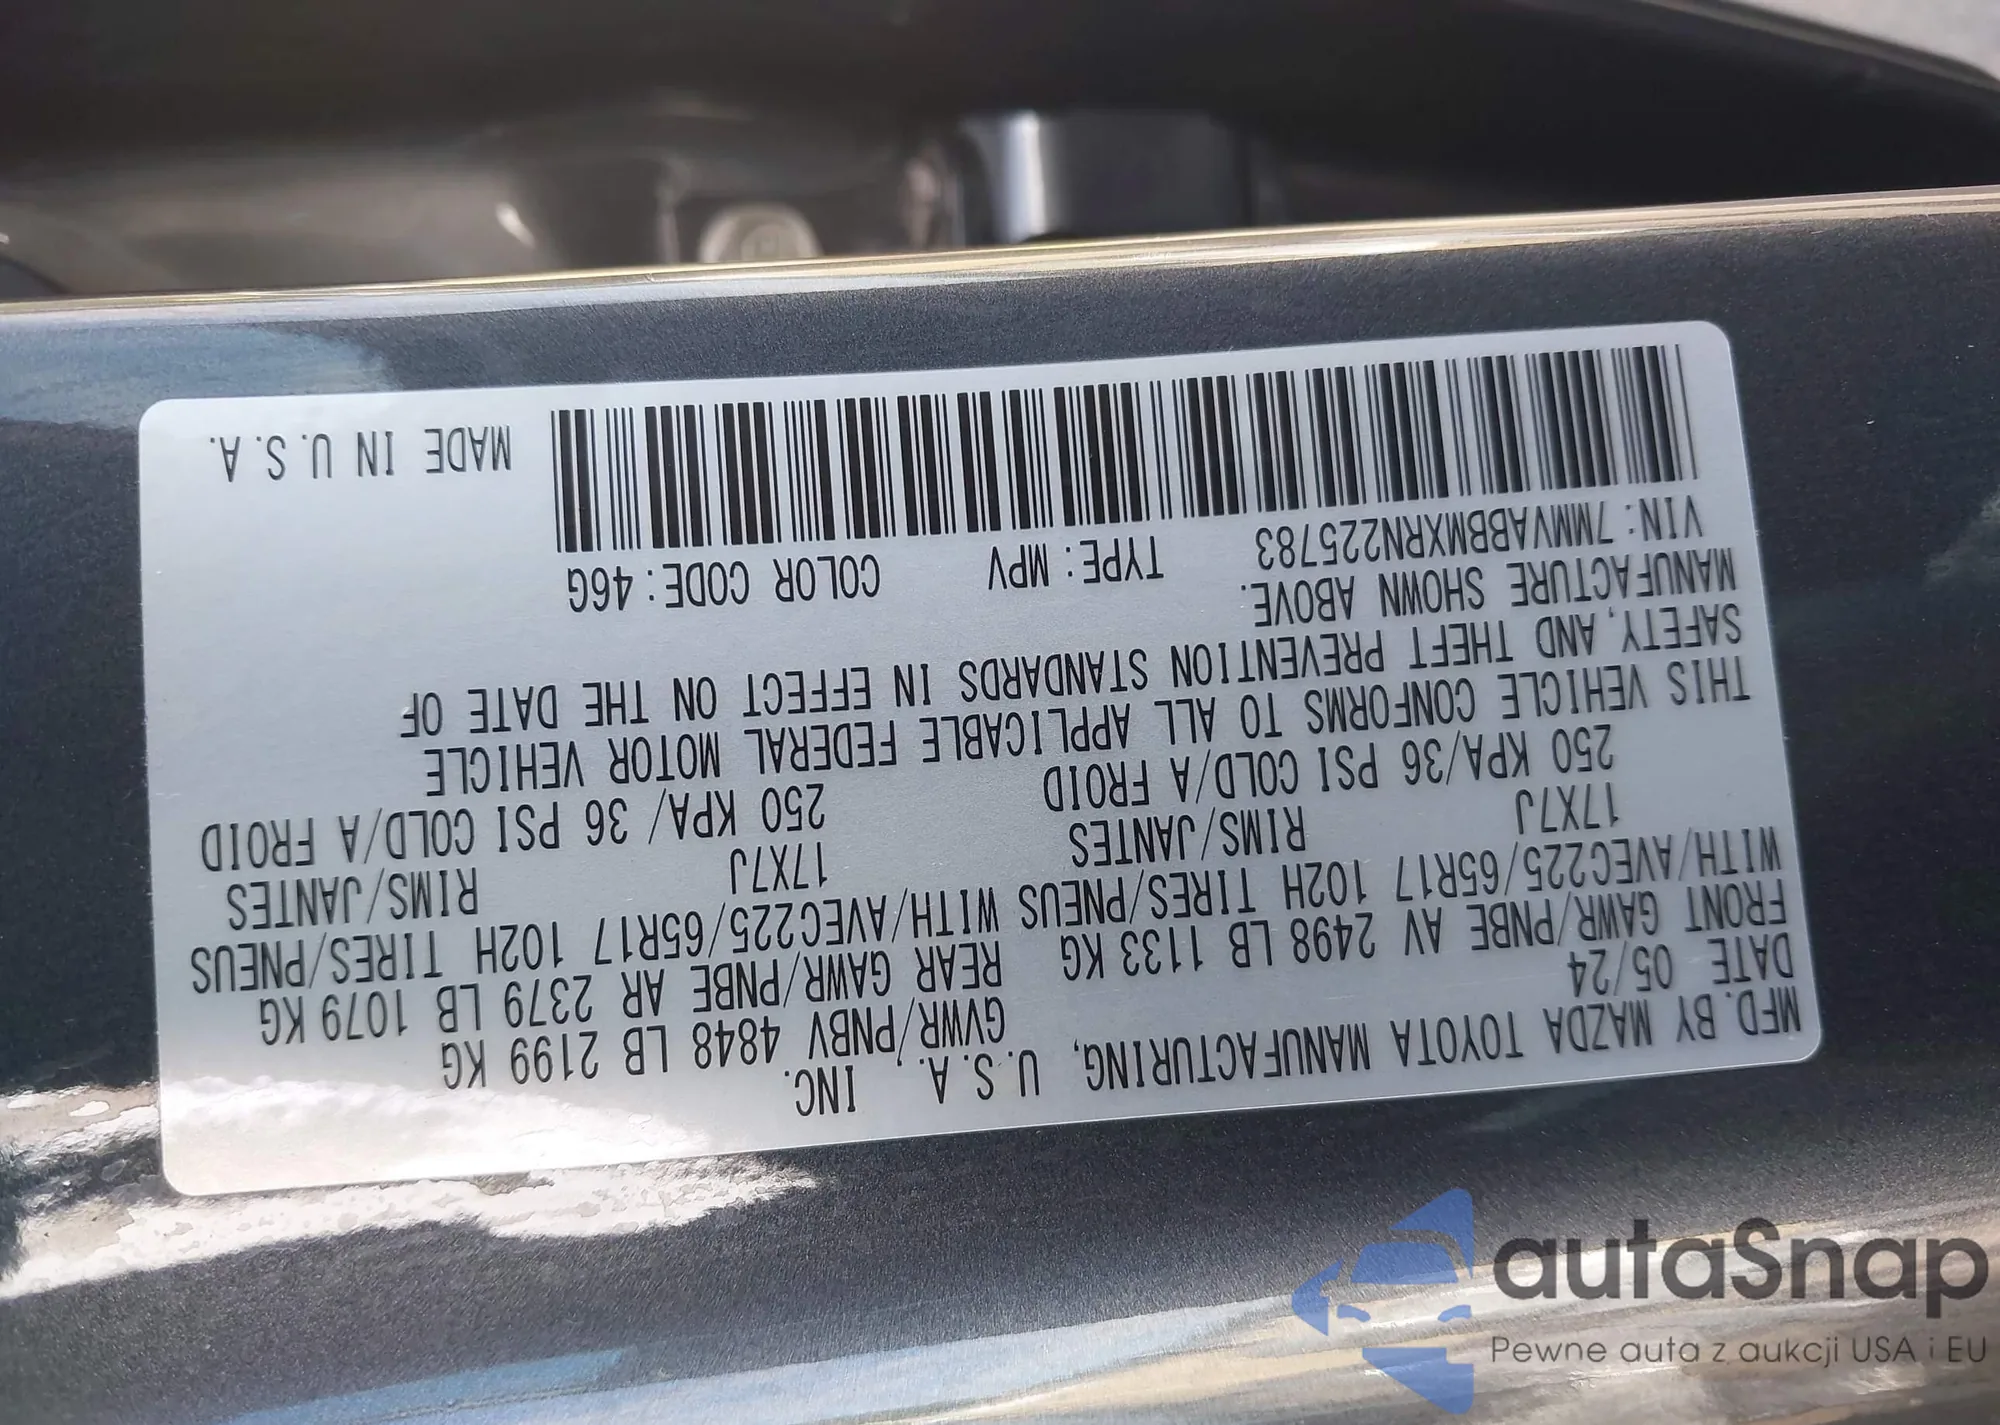 MFD. BY MAZDA TOYOTA MANUFACTURING, U.S.A., INC.
DATE 05/24 GVWR/PNBV 4848 LB 2199 KG
FRONT GAWR/PNBE AV 2498 LB 1133 KG REAR GAWR/PNBE AR 2379 LB 1079 KG
WITH/AVEC225/65R17 102H TIRES/PNEUS WITH/AVEC225/65R17 102H TIRES/PNEUS
17X7J RIMS/JANTES 17X7J RIMS/JANTES
250 KPA/36 PSI COLD/A FROID 250 KPA/ 36 PSI COLD/A FROID
THIS VEHICLE CONFORMS TO ALL APPLICABLE FEDERAL MOTOR VEHICLE
SAFETY, AND THEFT PREVENTION STANDARDS IN EFFECT ON THE DATE OF
MANUFACTURE SHOWN ABOVE.
VIN: 7MMVABBMXRN225783 TYPE: MPV COLOR CODE: 46G
MADE IN U.S.A.
autaSnap
Pewne auta z aukcji USA i EU